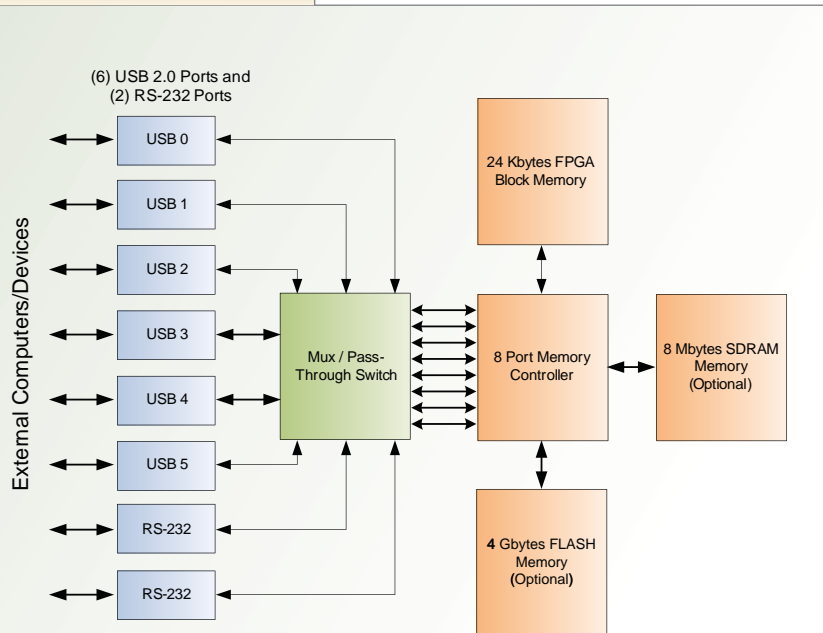 (6) USB 2.0 Ports and
(2) RS-232 Ports
External Computers/Devices
USB 0
USB 1
USB 2
USB 3
USB 4
USB 5
RS-232
RS-232
Mux / Pass-
Through Switch
24 Kbytes FPGA
Block Memory
8 Port Memory
Controller
8 Mbytes SDRAM
Memory
(Optional)
4 Gbytes FLASH
Memory
(Optional)